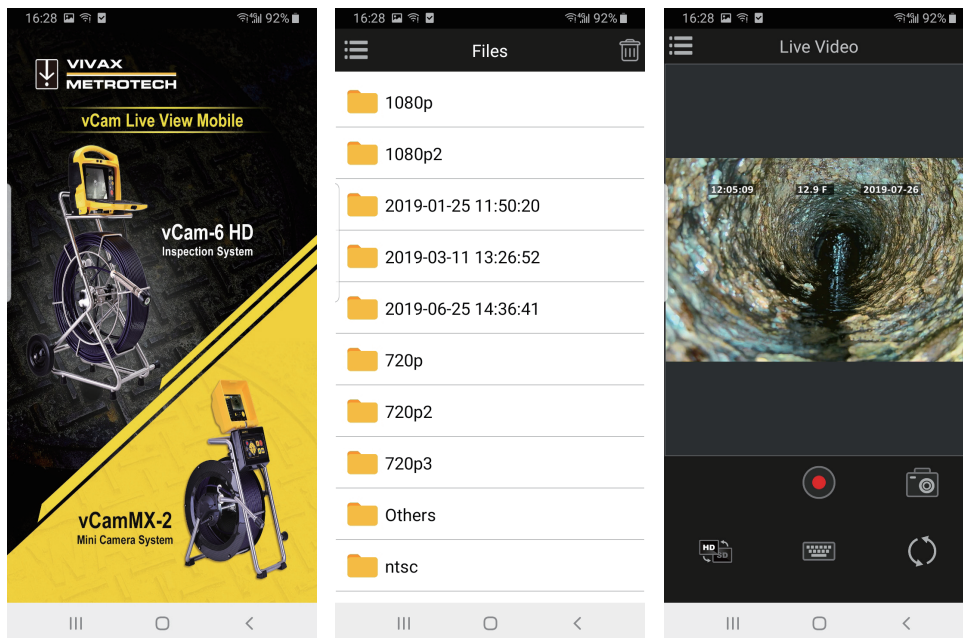 16:28
92%
VIVAX
METROTECH
vCam Live View Mobile
vCam-6 HD
Inspection System
vCamMX-2
Mini Camera System
16:28
92%
Files
1080p
1080p2
2019-01-25 11:50:20
2019-03-11 13:26:52
2019-06-25 14:36:41
720p
720p2
720p3
Others
ntsc
16:28
92%
Live Video
12:05:09 12.9 F 2019-07-26
HD
SD